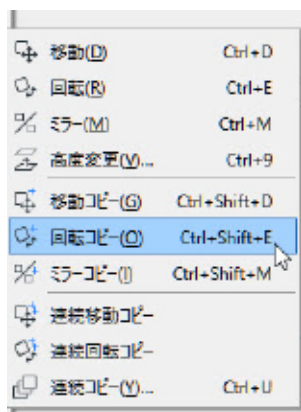 移動(D) Ctrl+D
回転(R) Ctrl+E
ミラー(M) Ctrl+M
高度変更(V)... Ctrl+9
移動コピー(G) Ctrl+Shift+D
回転コピー(O) Ctrl+Shift+E
ミラーコピー(I) Ctrl+Shift+M
連続移動コピー
連続回転コピー
連続コピー(Y)... Ctrl+U